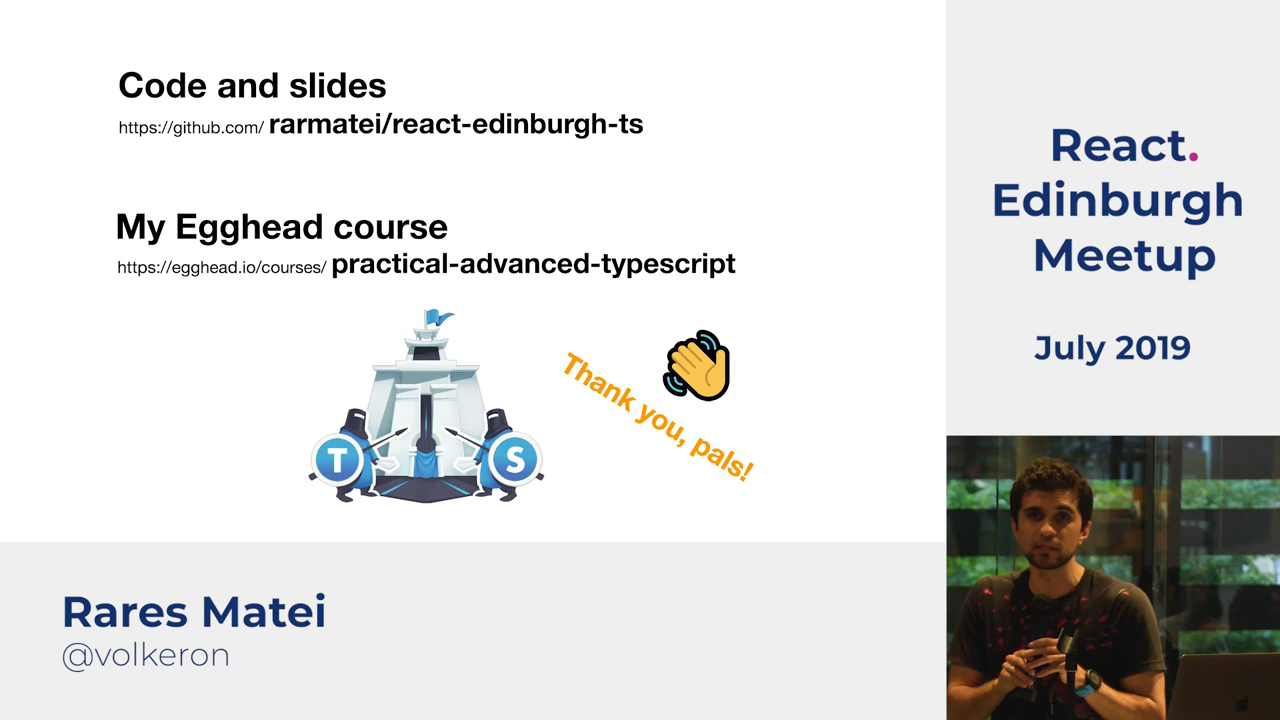 Code and slides
https://github.com/ rarmatei/react-edinburgh-ts
My Egghead course
https://egghead.io/courses/ practical-advanced-typescript
Thank you, pals!
T
S
React.
Edinburgh
Meetup
July 2019
Rares Matei
@volkeron